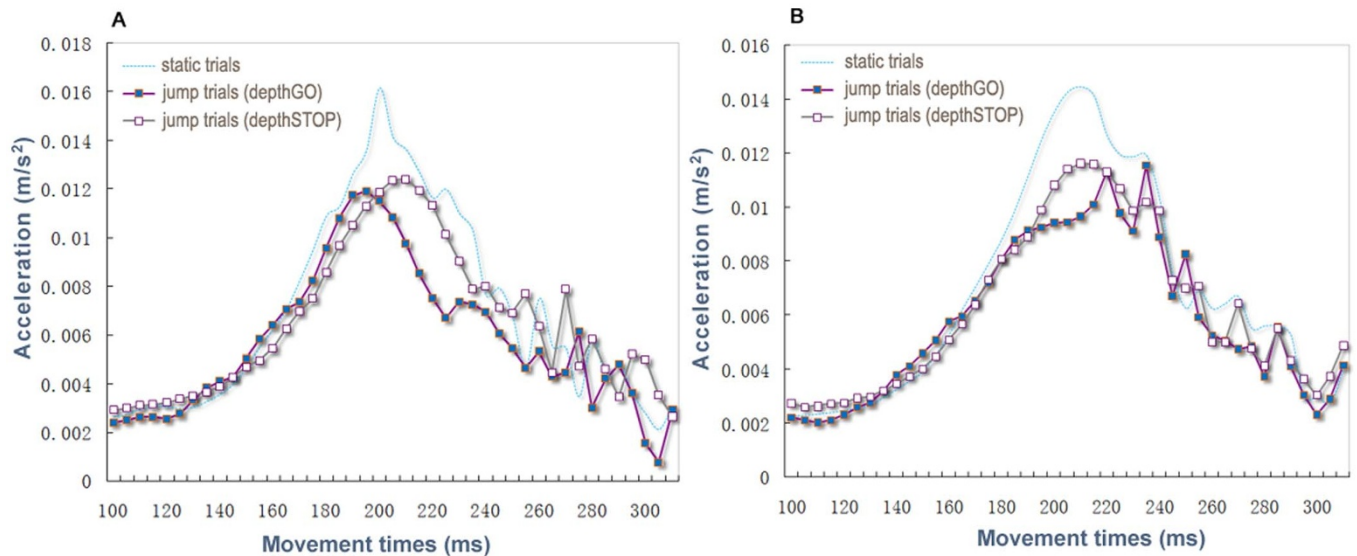 A
0.018
0.016
0.014
0.012
0.01
0.008
0.006
0.004
0.002
0
Acceleration (m/s²)
static trials
jump trials (depthGO)
jump trials (depthSTOP)
100 120 140 160 180 200 220 240 260 280 300
Movement times (ms)
B
0.016
0.014
0.012
0.01
0.008
0.006
0.004
0.002
0
Acceleration (m/s²)
static trials
jump trials (depthGO)
jump trials (depthSTOP)
100 120 140 160 180 200 220 240 260 280 300
Movement times (ms)